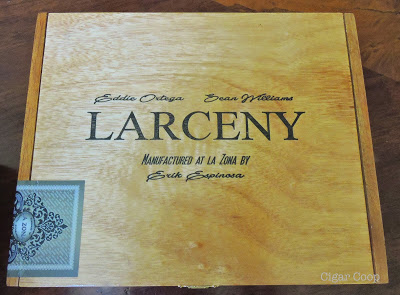 Eddie Ortega Sean Williams
LARCENY
MANUFACTURED AT LA ZONA BY
Erik Espinosa
Cigar Coop